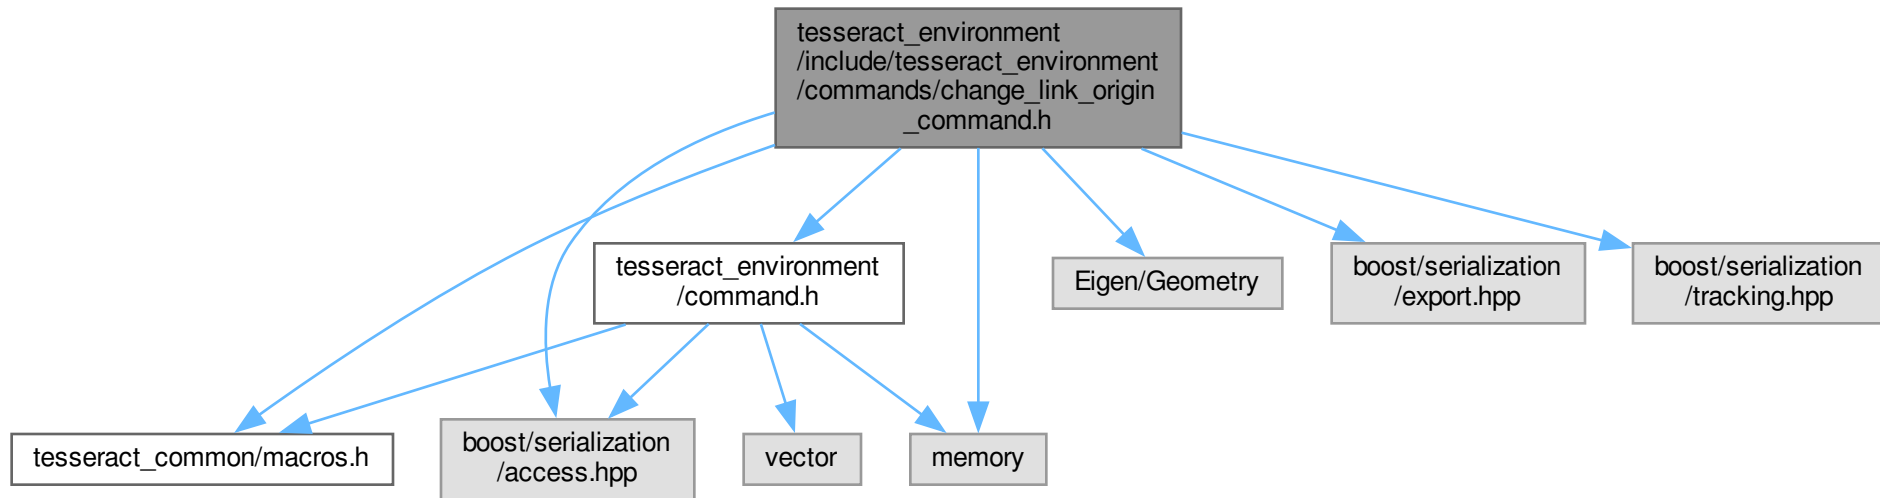 tesseract_environment
/include/tesseract_environment
/commands/change_link_origin
_command.h
tesseract_environment
/command.h
Eigen/Geometry
boost/serialization
/export.hpp
boost/serialization
/tracking.hpp
tesseract_common/macros.h
boost/serialization
/access.hpp
vector
memory